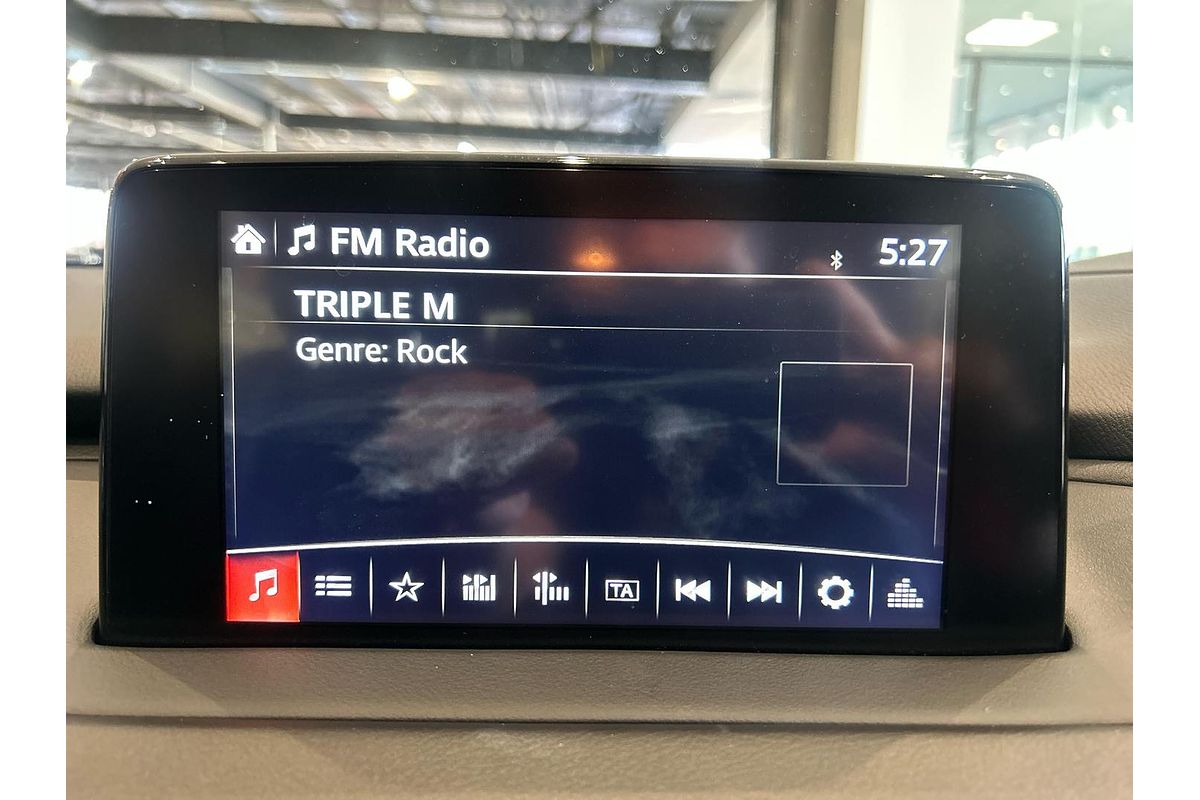 FM Radio 5:27
TRIPLE M
Genre: Rock
TA